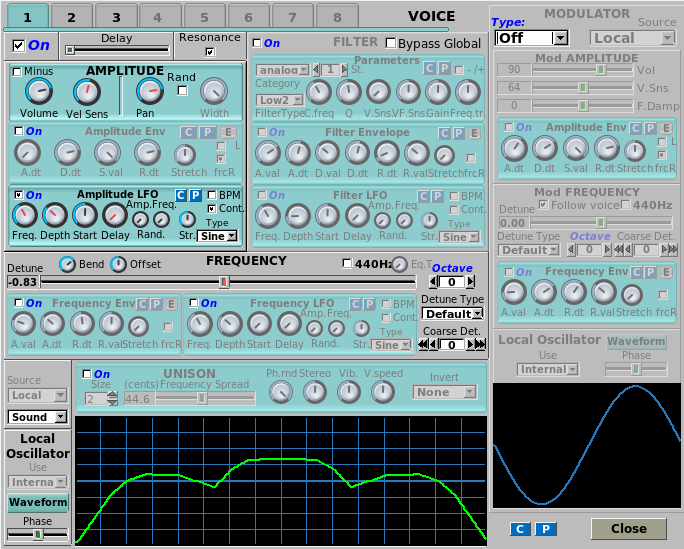 1 2 3 4 5 6 7 8 VOICE
On Delay Resonance
Minus AMPLITUDE
Rand
Volume Vel Sens Pan Width
On Amplitude Env C P E
L
A.dt D.dt S.val R.dt Stretch frcR
On Amplitude LFO C P BPM
Amp. Freq. Cont.
Type
Freq. Depth Start Delay Rand. Str. Sine
On FILTER Bypass Global
Parameters
analog 1 St. C P - /+
Category
Low2
FilterType C.freq Q V.Sns VF.Sns Gain Freq.tr.
On Filter Envelope C P E
A.val A.dt D.val D.dt R.dt R.val Stretch frcR
On Filter LFO C P BPM
Amp. Freq. Cont.
Type
Freq. Depth Start Delay Rand. Str. Sine
Detune Bend Offset FREQUENCY 440Hz Eq.T Octave
-0.83 0
On Frequency Env C P E
A.val A.dt R.dt R.val Stretch frcR
On Frequency LFO C P BPM
Amp. Freq. Cont.
Type
Freq. Depth Start Delay Rand. Str. Sine
Detune Type
Default
Coarse Det.
0
Source
Local
Sound
Local
Oscillator
Use
Interna
Waveform
Phase
On UNISON
Size (cents) Frequency Spread Ph.rnd Stereo Vib. V.speed Invert
2 44.6 None
Type: MODULATOR
Source
Off Local
Mod AMPLITUDE
90 Vol
64 V.Sns
0 F.Damp
On Amplitude Env C P E
L
A.dt D.dt S.val R.dt Stretch frcR
Mod FREQUENCY
Detune Follow voice 440Hz
0.00
Detune Type Octave Coarse Det.
Default 0 0
On Frequency Env C P E
A.val A.dt R.dt R.val Stretch frcR
Local Oscillator Waveform
Use Phase
Internal
C P Close